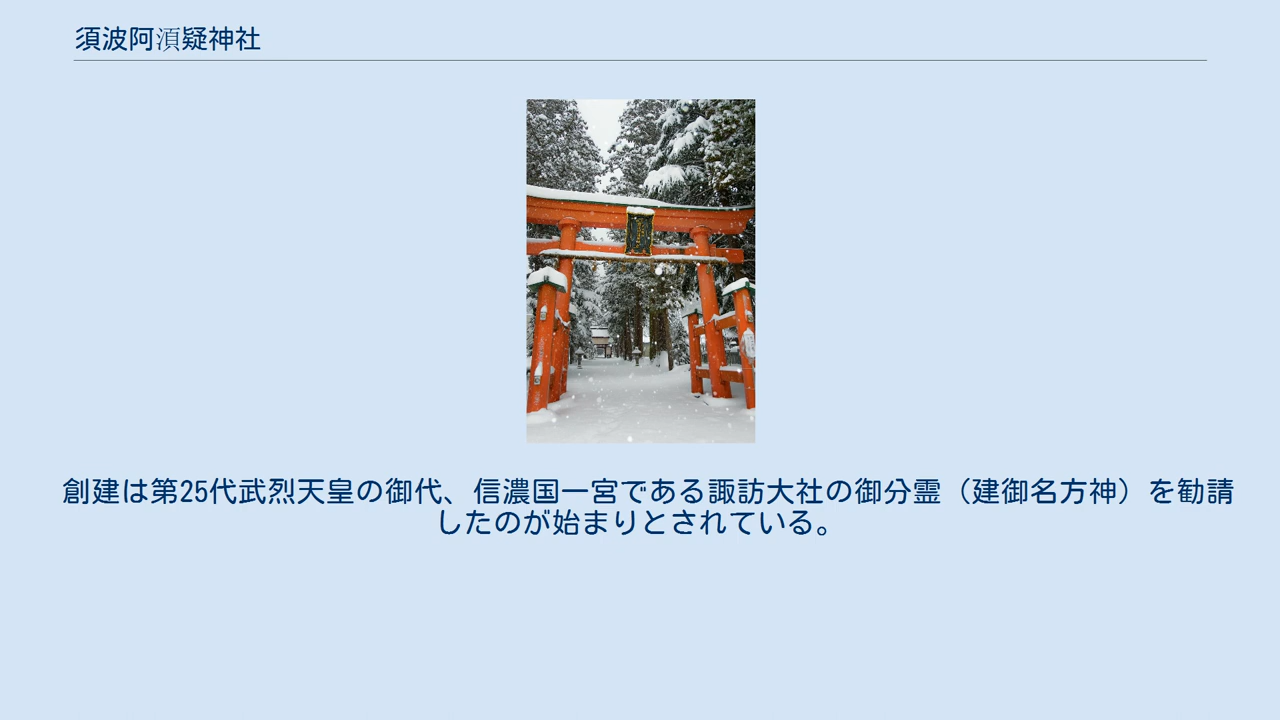 須波阿湏疑神社
創建は第25代武烈天皇の御代、信濃国一宮である諏訪大社の御分霊（建御名方神）を勧請
したのが始まりとされている。